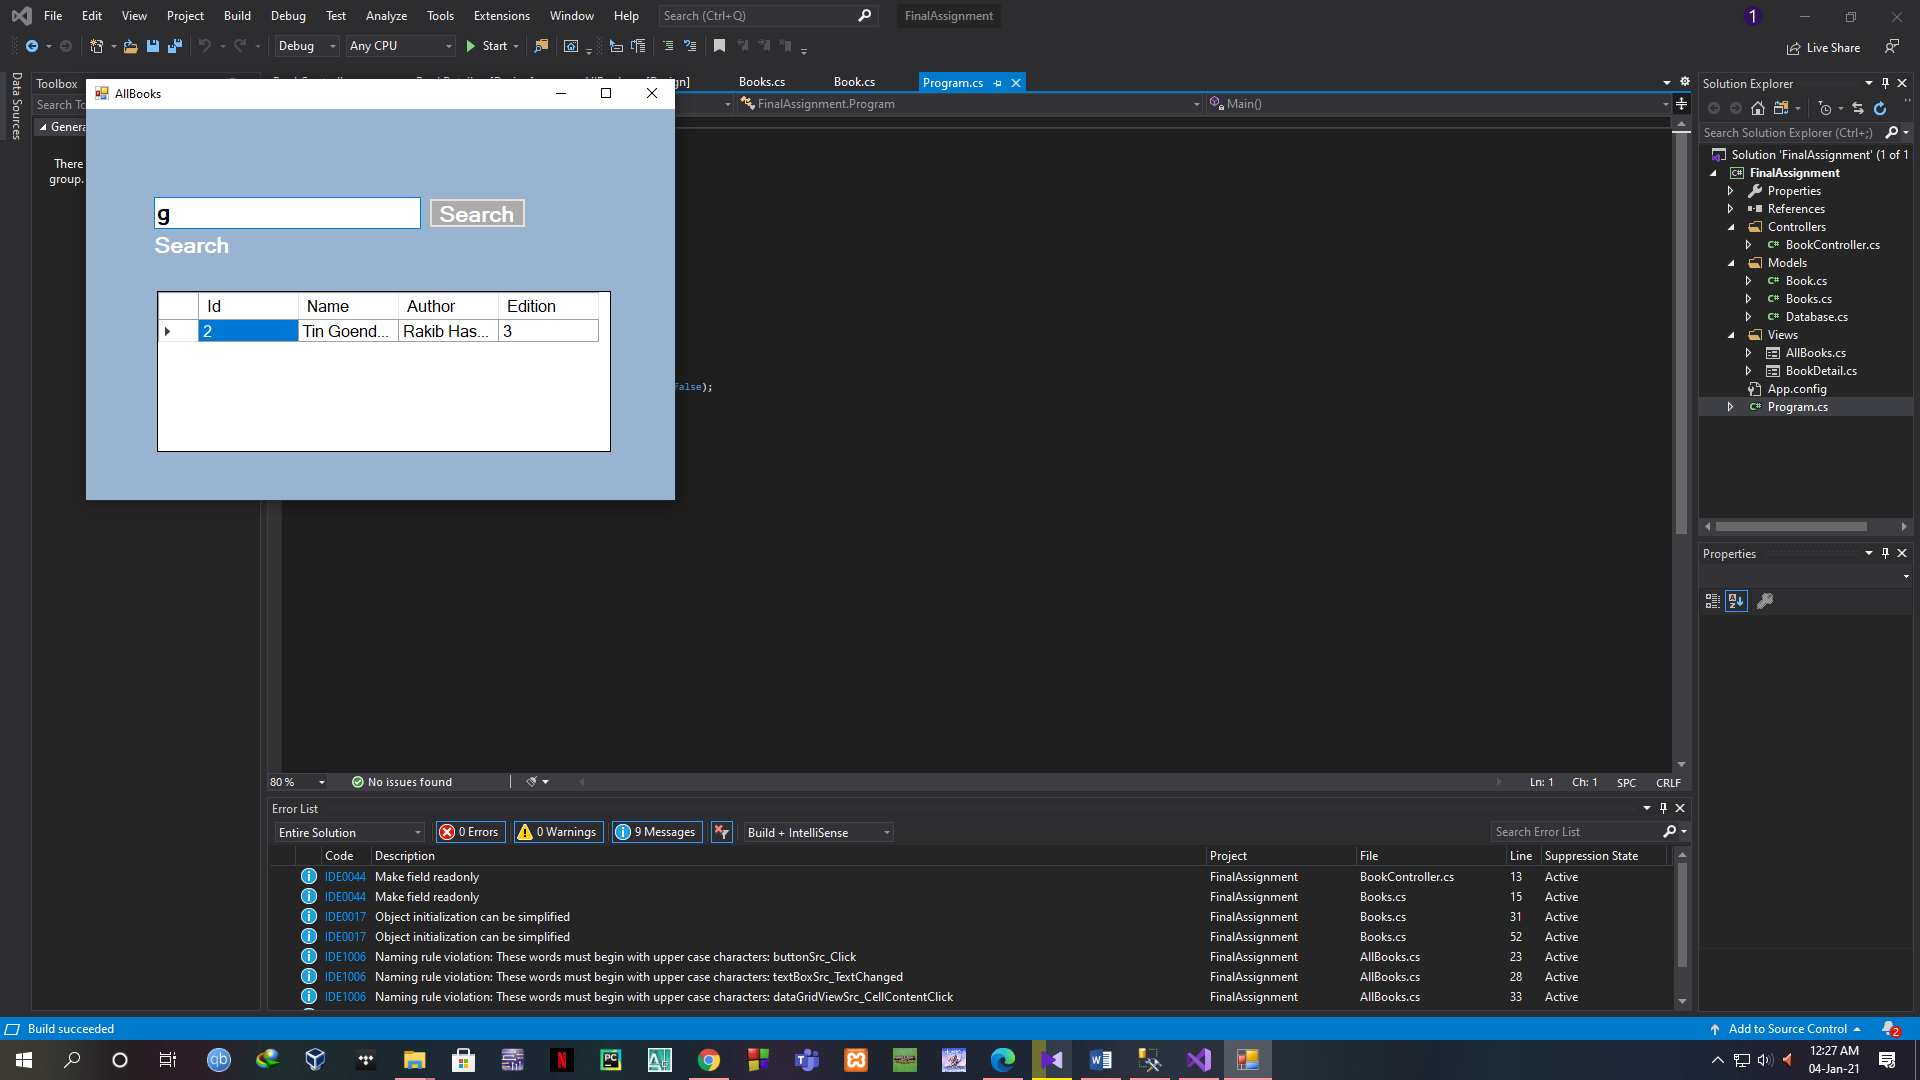 File Edit View Project Build Debug Test Analyze Tools Extensions Window Help Search (Ctrl+Q) FinalAssignment 1
Debug Any CPU Start Live Share
Data Sources
Toolbox
Books.cs Book.cs Program.cs
FinalAssignment.Program Main()
AllBooks
g Search
Search
Id Name Author Edition
2 Tin Goend... Rakib Has... 3
There
group.
false);
80 % No issues found Ln: 1 Ch: 1 SPC CRLF
Error List
Entire Solution 0 Errors 0 Warnings 9 Messages Build + IntelliSense Search Error List
Code Description Project File Line Suppression State
IDE0044 Make field readonly FinalAssignment BookController.cs 13 Active
IDE0044 Make field readonly FinalAssignment Books.cs 15 Active
IDE0017 Object initialization can be simplified FinalAssignment Books.cs 31 Active
IDE0017 Object initialization can be simplified FinalAssignment Books.cs 52 Active
IDE1006 Naming rule violation: These words must begin with upper case characters: buttonSrc_Click FinalAssignment AllBooks.cs 23 Active
IDE1006 Naming rule violation: These words must begin with upper case characters: textBoxSrc_TextChanged FinalAssignment AllBooks.cs 28 Active
IDE1006 Naming rule violation: These words must begin with upper case characters: dataGridViewSrc_CellContentClick FinalAssignment AllBooks.cs 33 Active
Solution Explorer
Search Solution Explorer (Ctrl+;)
Solution 'FinalAssignment' (1 of 1
FinalAssignment
Properties
References
Controllers
BookController.cs
Models
Book.cs
Books.cs
Database.cs
Views
AllBooks.cs
BookDetail.cs
App.config
Program.cs
Properties
Build succeeded Add to Source Control 2
12:27 AM
04-Jan-21